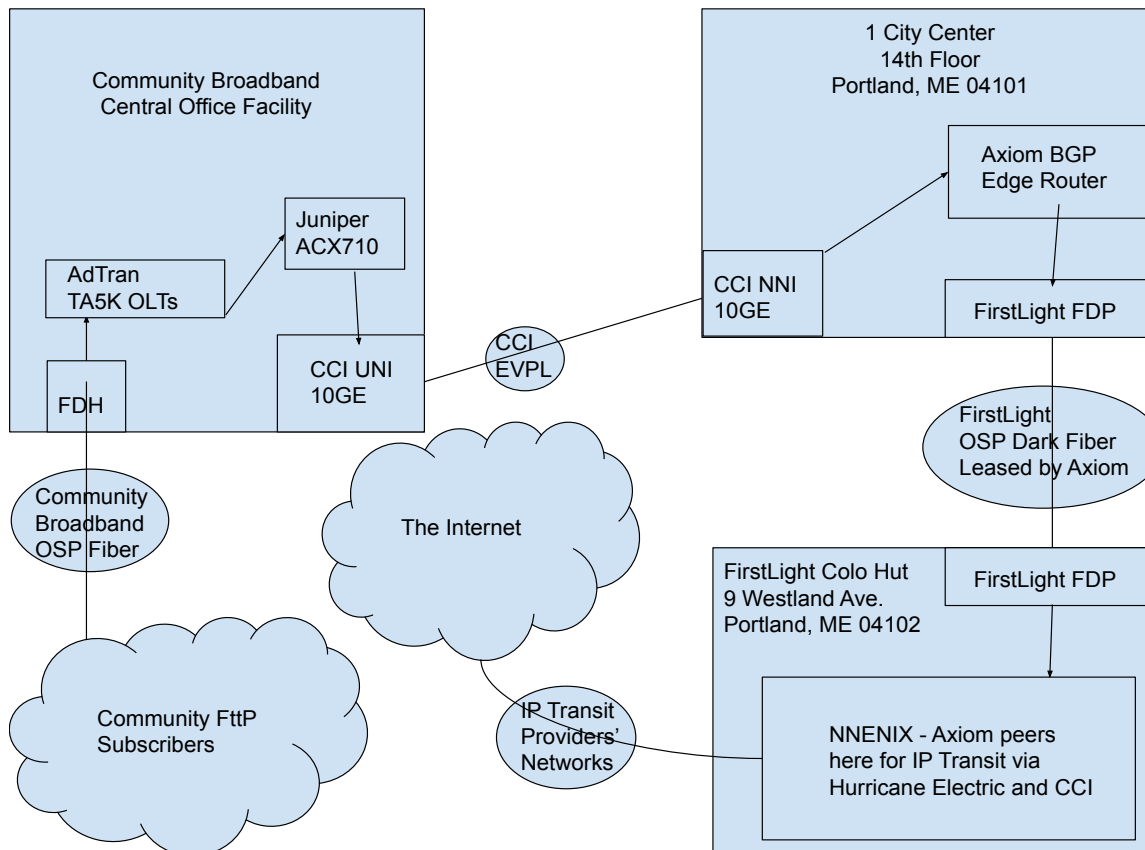 Community Broadband
Central Office Facility
Juniper
ACX710
AdTran
TA5K OLTs
FDH
CCI UNI
10GE
CCI
EVPL
1 City Center
14th Floor
Portland, ME 04101
Axiom BGP
Edge Router
CCI NNI
10GE
FirstLight FDP
FirstLight
OSP Dark Fiber
Leased by Axiom
Community
Broadband
OSP Fiber
The Internet
FirstLight Colo Hut
9 Westland Ave.
Portland, ME 04102
FirstLight FDP
Community FttP
Subscribers
IP Transit
Providers’
Networks
NNENIX - Axiom peers
here for IP Transit via
Hurricane Electric and CCI